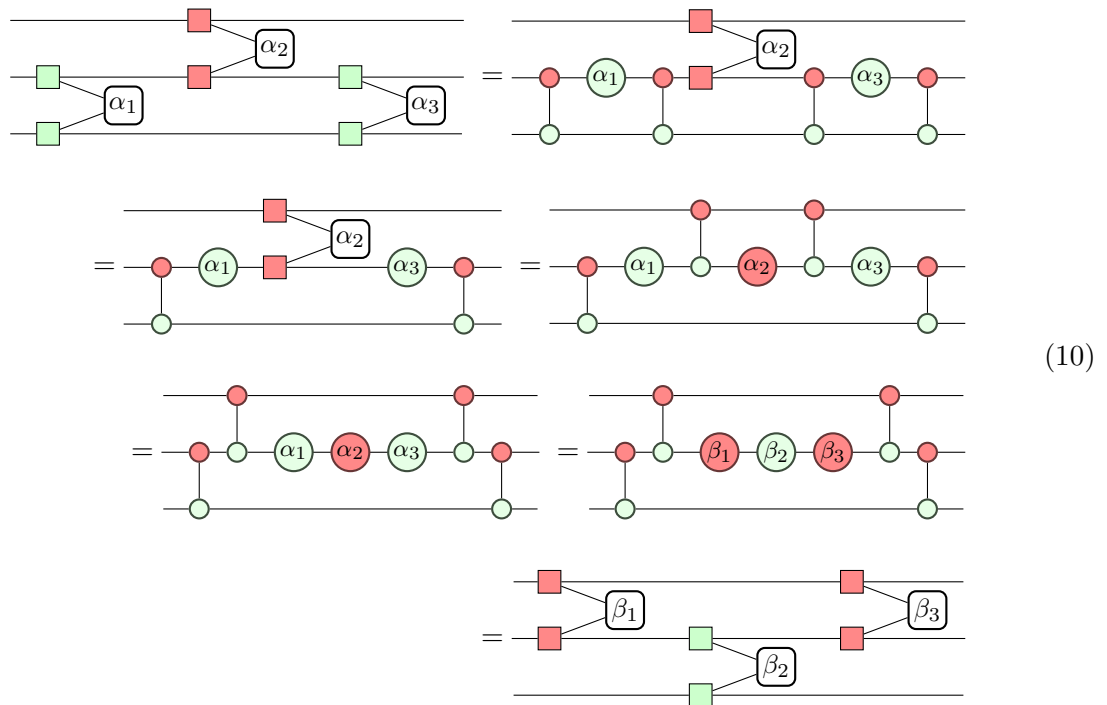 α₂ α₂
α₁ α₃ = α₁ α₃
= α₁ α₂ α₃ = α₁ α₂ α₃
(10)
= α₁ α₂ α₃ = β₁ β₂ β₃
β₁ β₃
= β₂